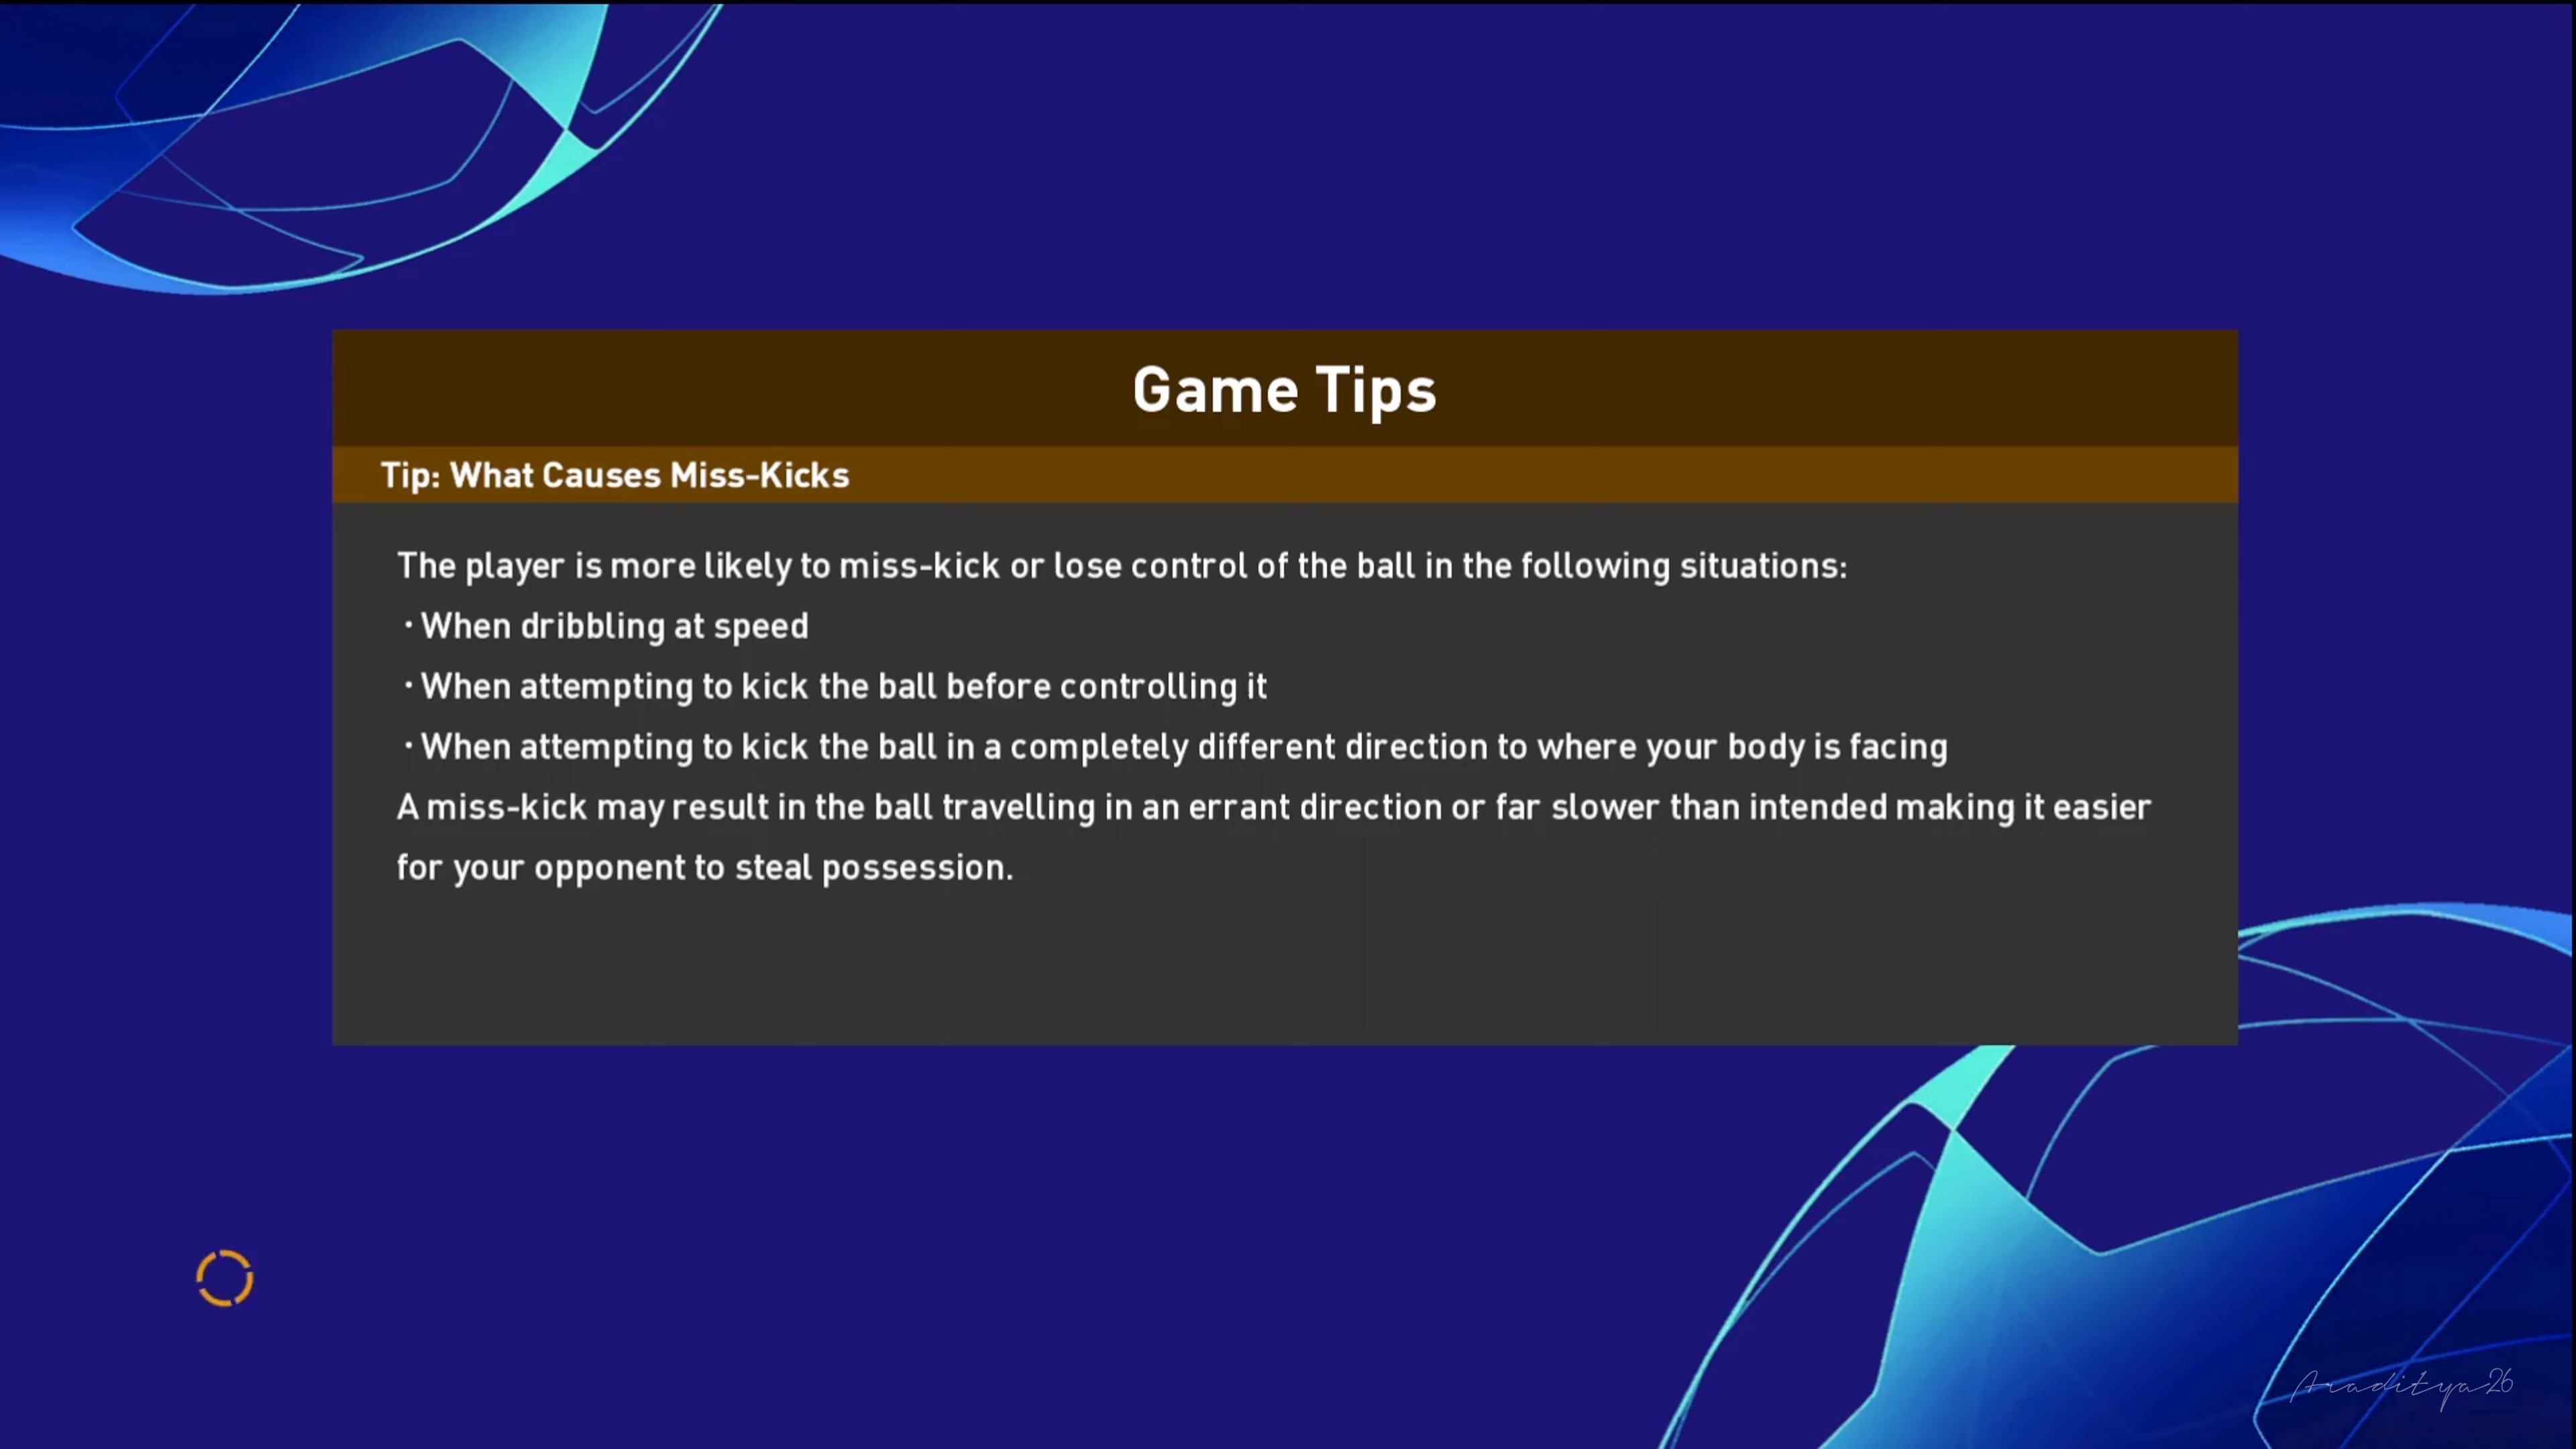 Game Tips
Tip: What Causes Miss-Kicks
The player is more likely to miss-kick or lose control of the ball in the following situations:
・When dribbling at speed
・When attempting to kick the ball before controlling it
・When attempting to kick the ball in a completely different direction to where your body is facing
A miss-kick may result in the ball travelling in an errant direction or far slower than intended making it easier
for your opponent to steal possession.
Araditya26